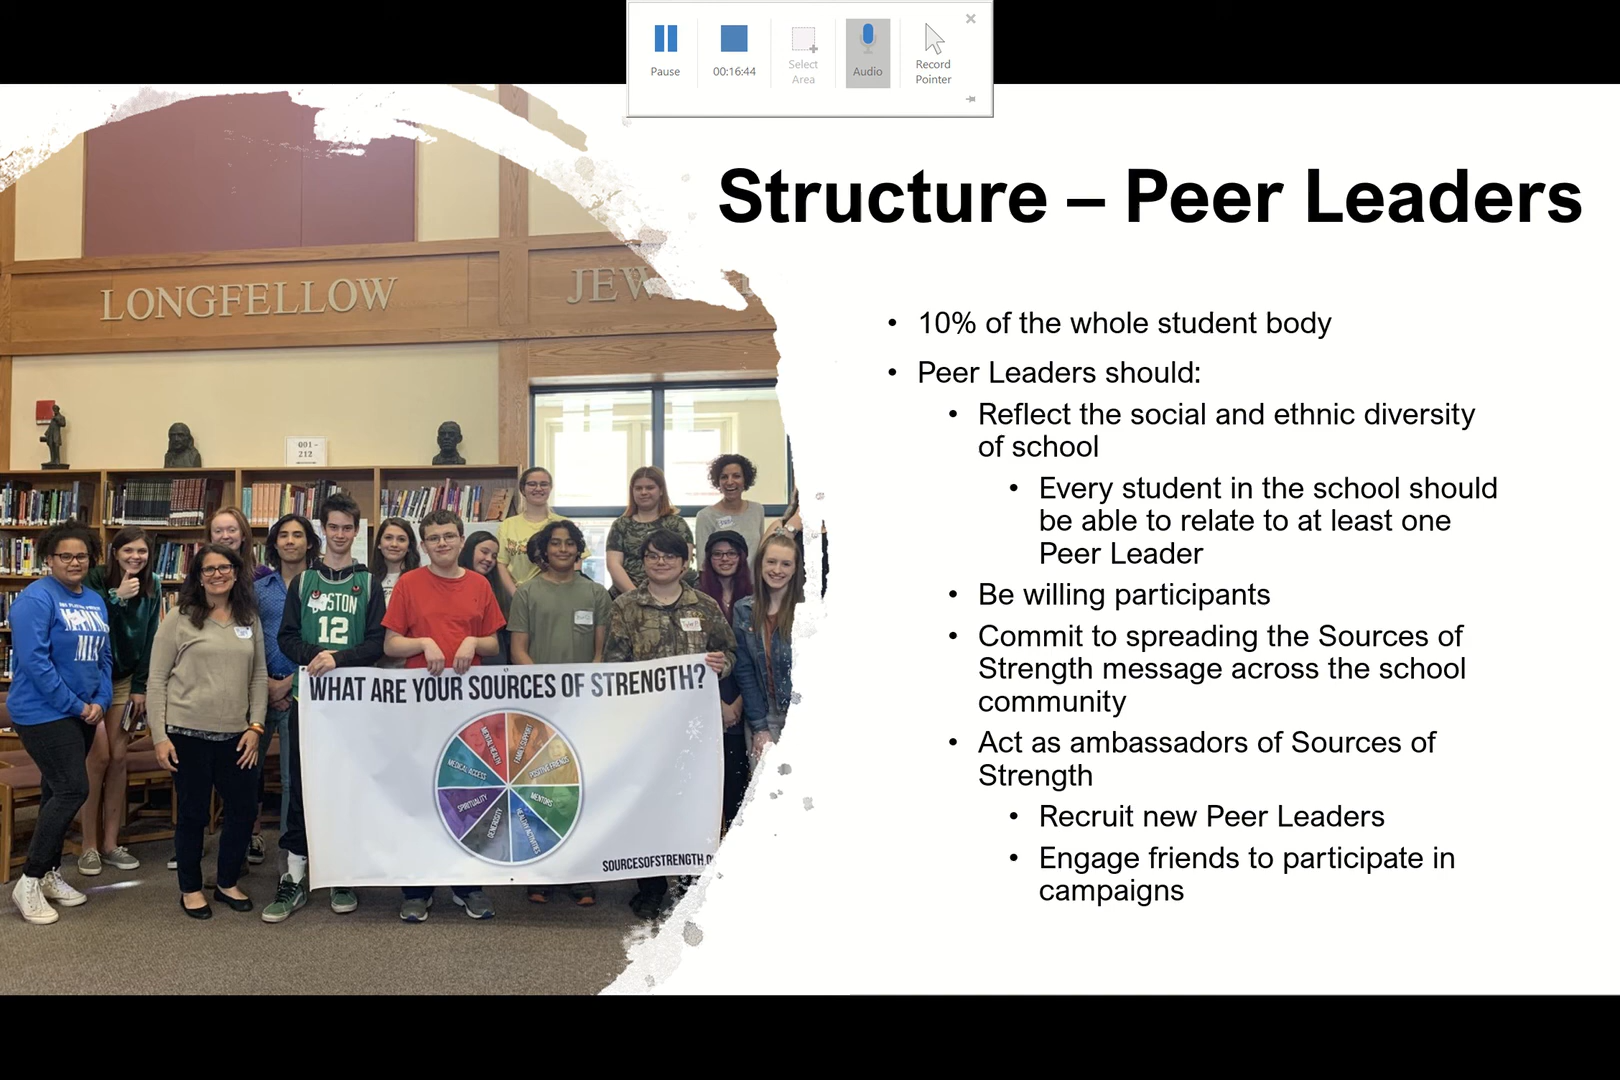 Pause
00:16:44
Select
Area
Audio
Record
Pointer
Structure – Peer Leaders
• 10% of the whole student body
• Peer Leaders should:
• Reflect the social and ethnic diversity
of school
• Every student in the school should
be able to relate to at least one
Peer Leader
• Be willing participants
• Commit to spreading the Sources of
Strength message across the school
community
• Act as ambassadors of Sources of
Strength
• Recruit new Peer Leaders
• Engage friends to participate in
campaigns
LONGFELLOW
001 -
212
12
WHAT ARE YOUR SOURCES OF STRENGTH?
MENTAL HEALTH
FAMILY SUPPORT
POSITIVE FRIENDS
MENTORS
HEALTHY ACTIVITIES
GENEROSITY
SPIRITUALITY
MEDICAL ACCESS